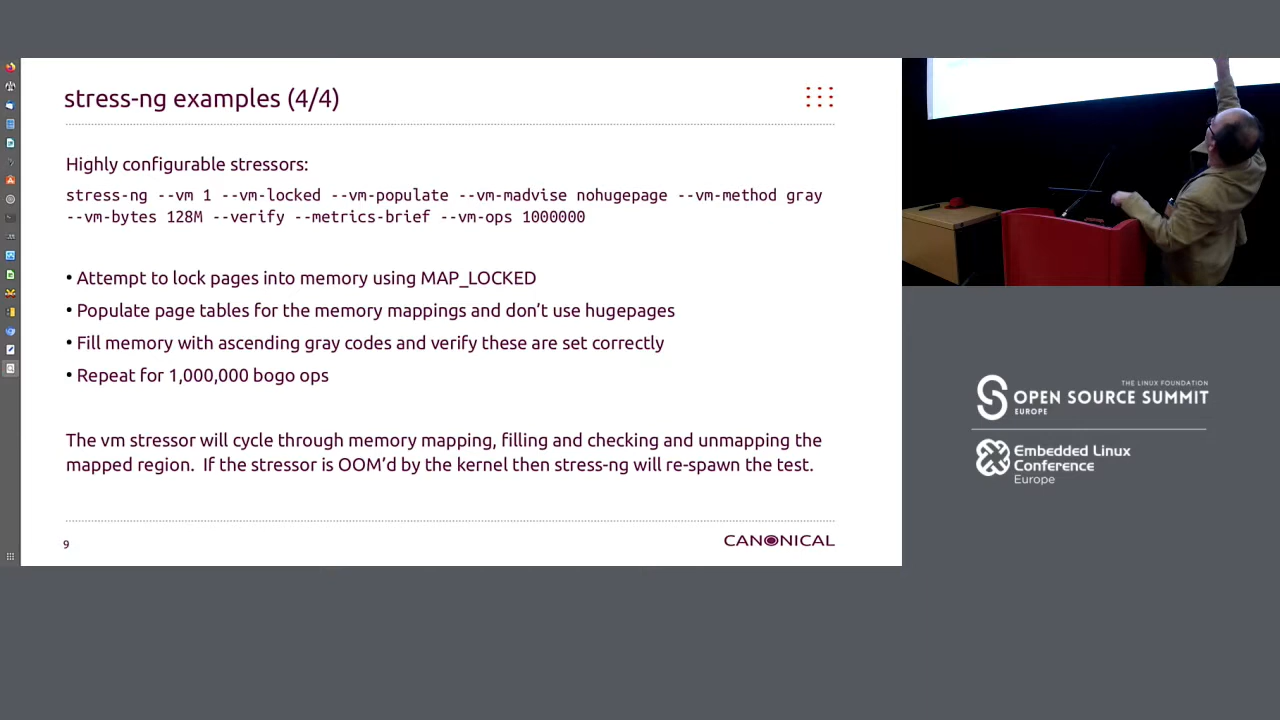 stress-ng examples (4/4)
Highly configurable stressors:
stress-ng --vm 1 --vm-locked --vm-populate --vm-madvise nohugepage --vm-method gray
--vm-bytes 128M --verify --metrics-brief --vm-ops 1000000
• Attempt to lock pages into memory using MAP_LOCKED
• Populate page tables for the memory mappings and don’t use hugepages
• Fill memory with ascending gray codes and verify these are set correctly
• Repeat for 1,000,000 bogo ops
The vm stressor will cycle through memory mapping, filling and checking and unmapping the
mapped region.  If the stressor is OOM’d by the kernel then stress-ng will re-spawn the test.
9
CANONICAL
THE LINUX FOUNDATION
OPEN SOURCE SUMMIT
EUROPE
Embedded Linux
Conference
Europe